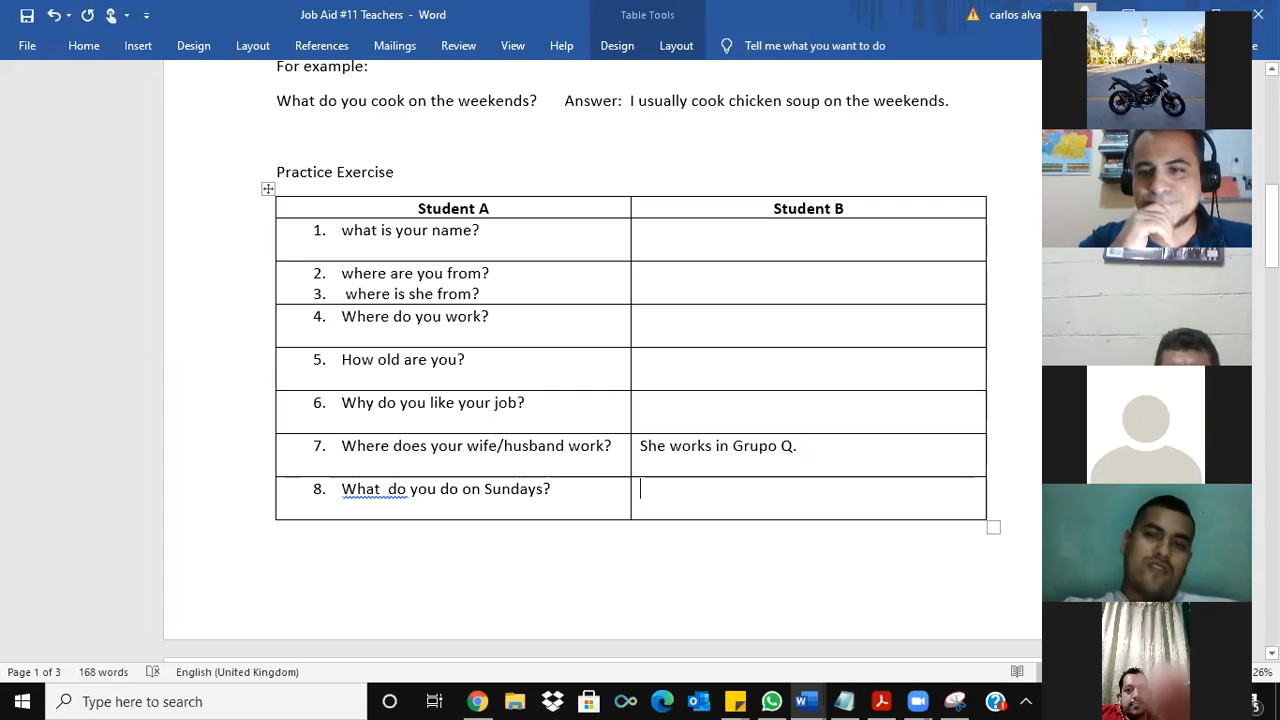 Job Aid #11 Teachers - Word
Table Tools
carlos alva
File
Home
Insert
Design
Layout
References
Mailings
Review
View
Help
Design
Layout
Tell me what you want to do
For example:
What do you cook on the weekends? Answer: I usually cook chicken soup on the weekends.
Practice Exercise
Student A
Student B
1. what is your name?
2. where are you from?
3. where is she from?
4. Where do you work?
5. How old are you?
6. Why do you like your job?
7. Where does your wife/husband work?
She works in Grupo Q.
8. What do you do on Sundays?
Page 1 of 3
168 words
English (United Kingdom)
26%
Type here to search